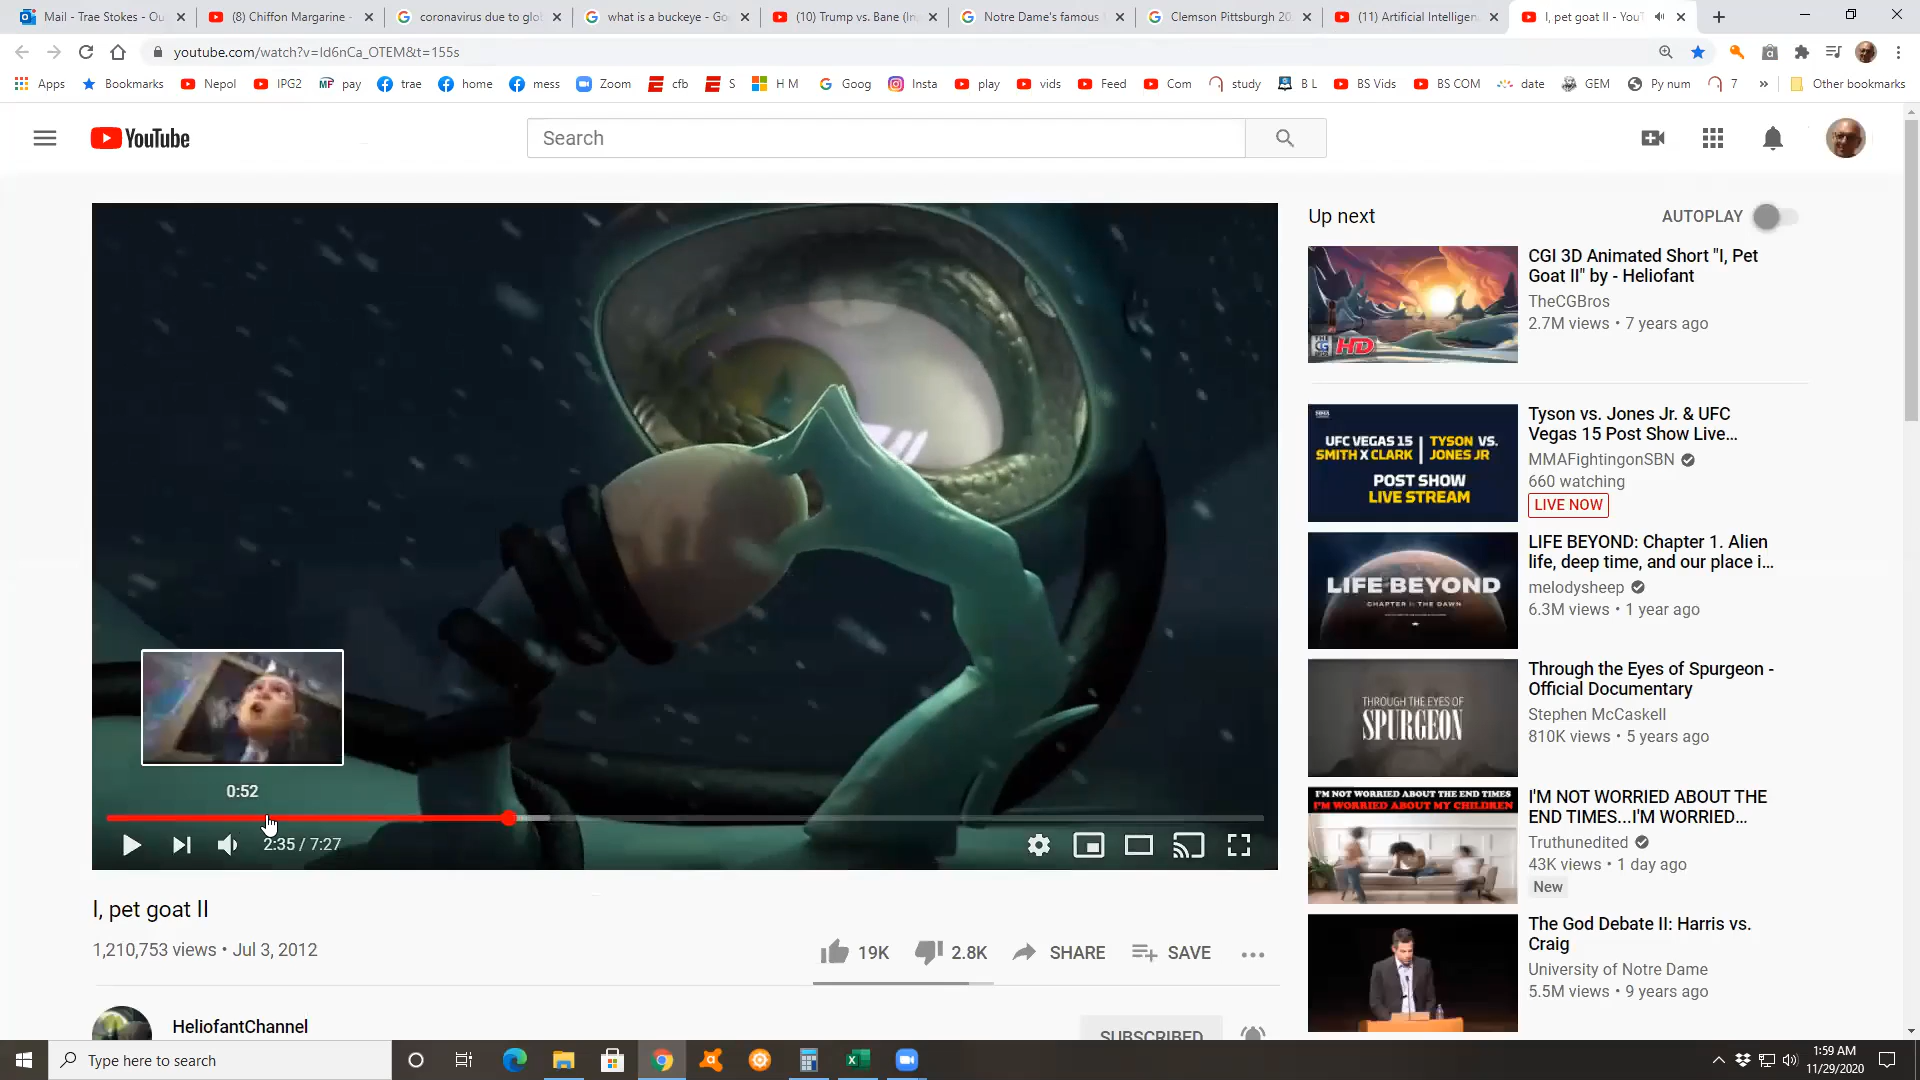 Mail - Trae Stokes - Ou
(8) Chiffon Margarine -
coronavirus due to glo
what is a buckeye - Go
(10) Trump vs. Bane (In
Notre Dame's famous
Clemson Pittsburgh 20
(11) Artificial Intelligen
I, pet goat II - YouT
youtube.com/watch?v=Id6nCa_OTEM&t=155s
Apps
Bookmarks
Nepol
IPG2
MF pay
trae
home
mess
Zoom
cfb
S
H M
Goog
Insta
play
vids
Feed
Com
study
B L
BS Vids
BS COM
date
GEM
Py num
7
»
Other bookmarks
YouTube
Search
Up next
AUTOPLAY
CGI 3D Animated Short "I, Pet
Goat II" by - Heliofant
TheCGBros
2.7M views • 7 years ago
THE CG BROS HD
UFC VEGAS 15
SMITH X CLARK
TYSON VS.
JONES JR
POST SHOW
LIVE STREAM
Tyson vs. Jones Jr. & UFC
Vegas 15 Post Show Live...
MMAFightingonSBN
660 watching
LIVE NOW
LIFE BEYOND
CHAPTER 1: THE DAWN
LIFE BEYOND: Chapter 1. Alien
life, deep time, and our place i...
melodysheep
6.3M views • 1 year ago
THROUGH THE EYES OF
SPURGEON
Through the Eyes of Spurgeon -
Official Documentary
Stephen McCaskell
810K views • 5 years ago
I'M NOT WORRIED ABOUT THE END TIMES
I'M WORRIED ABOUT MY CHILDREN
I'M NOT WORRIED ABOUT THE
END TIMES...I'M WORRIED...
Truthunedited
43K views • 1 day ago
New
The God Debate II: Harris vs.
Craig
University of Notre Dame
5.5M views • 9 years ago
0:52
2:35 / 7:27
I, pet goat II
1,210,753 views • Jul 3, 2012
19K
2.8K
SHARE
SAVE
HeliofantChannel
SUBSCRIBED
Type here to search
1:59 AM
11/29/2020